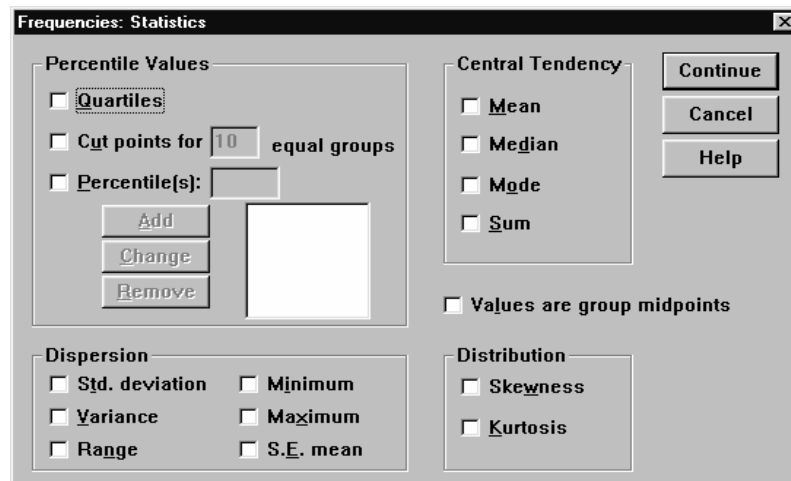 Frequencies: Statistics
Percentile Values
Quartiles
Cut points for 10 equal groups
Percentile(s):
Add
Change
Remove
Central Tendency
Mean
Median
Mode
Sum
Continue
Cancel
Help
Values are group midpoints
Dispersion
Std. deviation
Minimum
Variance
Maximum
Range
S.E. mean
Distribution
Skewness
Kurtosis